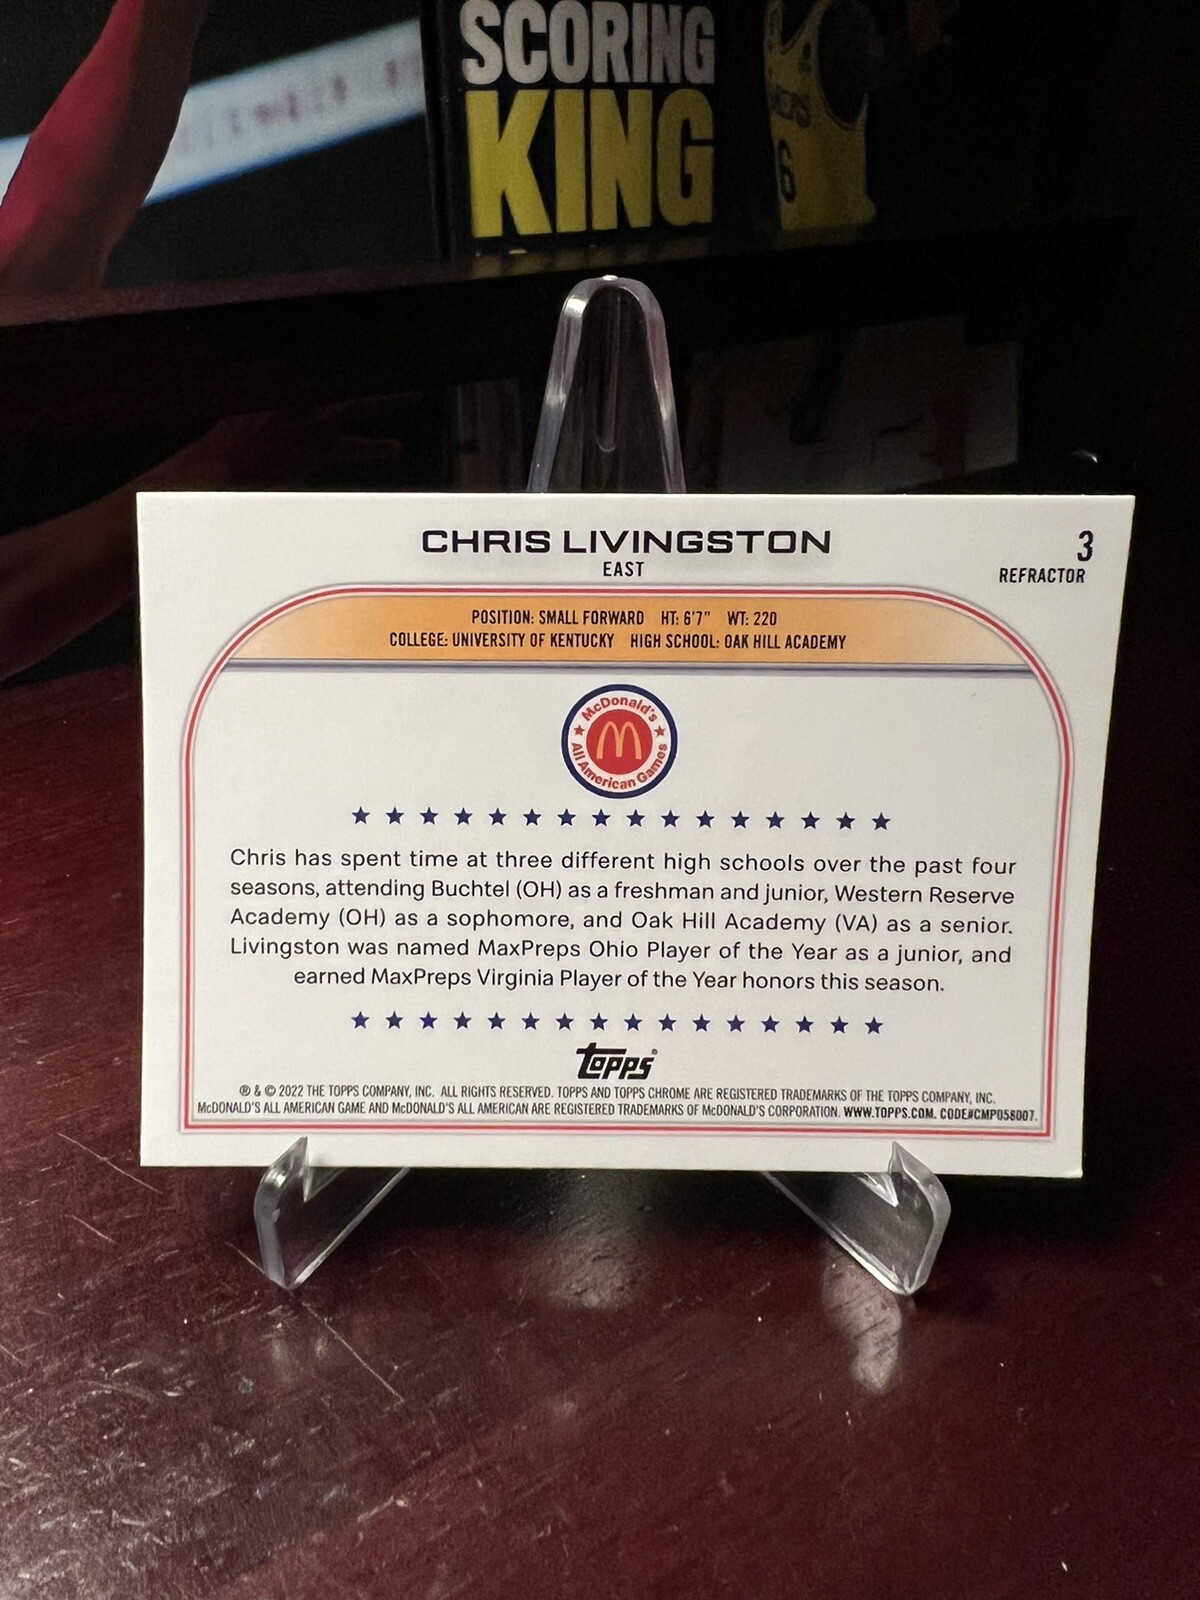 SCORING
KING
6
CHRIS LIVINGSTON
EAST
3
REFRACTOR
POSITION: SMALL FORWARD HT: 6'7" WT: 220
COLLEGE: UNIVERSITY OF KENTUCKY HIGH SCHOOL: OAK HILL ACADEMY
McDonald's
All American Games
Chris has spent time at three different high schools over the past four
seasons, attending Buchtel (OH) as a freshman and junior, Western Reserve
Academy (OH) as a sophomore, and Oak Hill Academy (VA) as a senior.
Livingston was named MaxPreps Ohio Player of the Year as a junior, and
earned MaxPreps Virginia Player of the Year honors this season.
topps
® & © 2022 THE TOPPS COMPANY, INC. ALL RIGHTS RESERVED. TOPPS AND TOPPS CHROME ARE REGISTERED TRADEMARKS OF THE TOPPS COMPANY, INC.
McDONALD'S ALL AMERICAN GAME AND McDONALD'S ALL AMERICAN ARE REGISTERED TRADEMARKS OF McDONALD'S CORPORATION. WWW.TOPPS.COM. CODE#CMP058007.